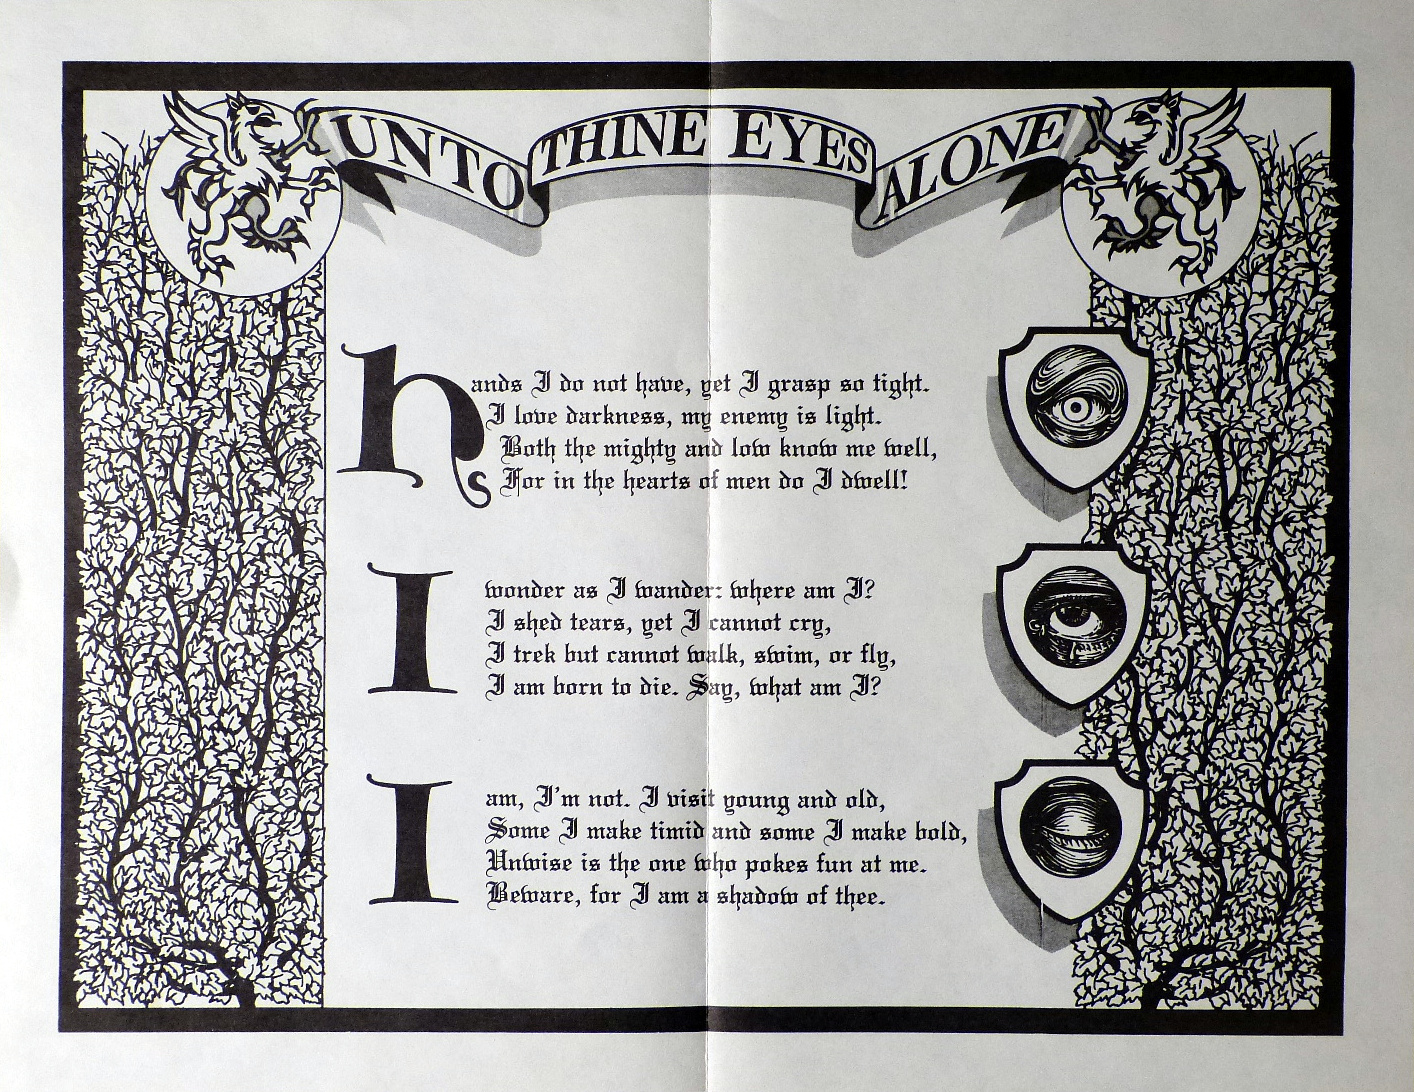 UNTO THINE EYES ALONE
hands I do not have, yet I grasp so tight.
I love darkness, my enemy is light.
Both the mighty and low know me well,
For in the hearts of men do I dwell!
I wonder as I wander: where am I?
I shed tears, yet I cannot cry,
I trek but cannot walk, swim, or fly,
I am born to die. Say, what am I?
I am, I'm not. I visit young and old,
Some I make timid and some I make bold,
Unwise is the one who pokes fun at me.
Beware, for I am a shadow of thee.